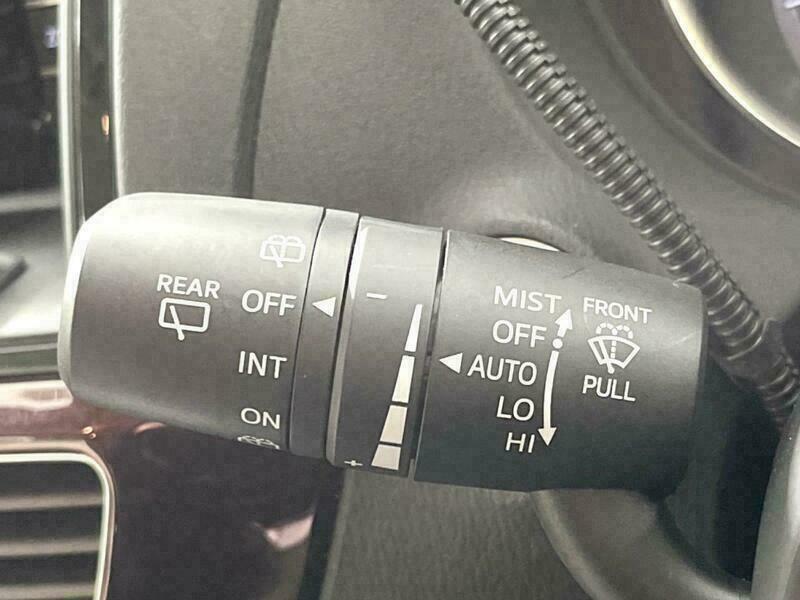 REAR
OFF
INT
ON
−
+
MIST
OFF
AUTO
LO
HI
FRONT
PULL